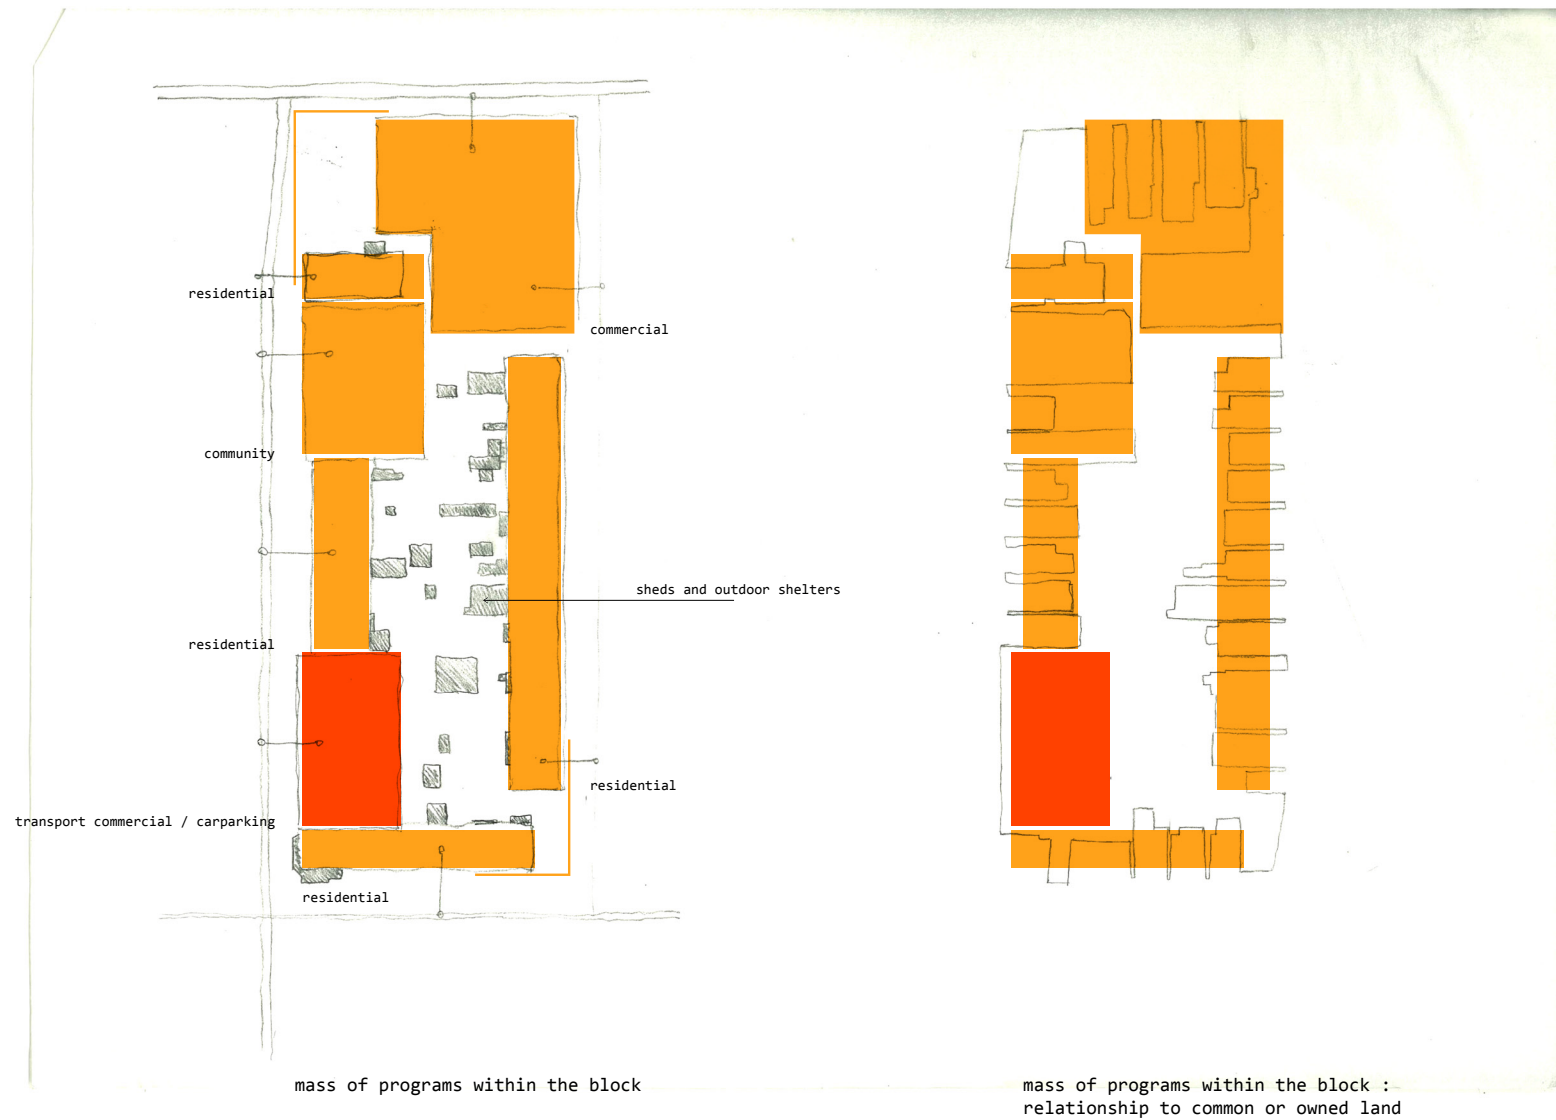 residential
commercial
community
sheds and outdoor shelters
residential
residential
transport commercial / carparking
residential
mass of programs within the block
mass of programs within the block :
relationship to common or owned land